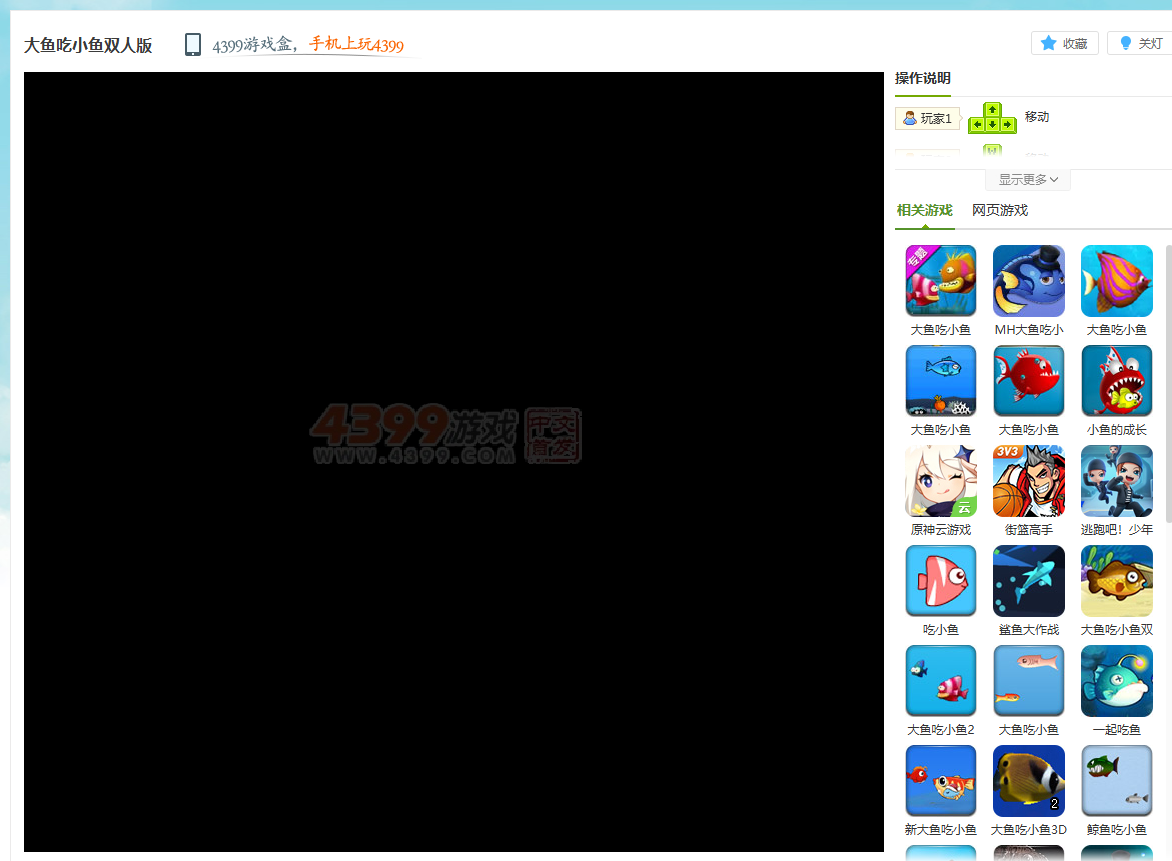 大鱼吃小鱼双人版
4399游戏盒，手机上玩4399
收藏
关灯
4399游戏 中文首发
www.4399.com
操作说明
玩家1
移动
显示更多
相关游戏 网页游戏
专题
大鱼吃小鱼 MH大鱼吃小 大鱼吃小鱼
大鱼吃小鱼 大鱼吃小鱼 小鱼的成长
云
3V3
原神云游戏 街篮高手 逃跑吧！少年
吃小鱼 鲨鱼大作战 大鱼吃小鱼双
大鱼吃小鱼2 大鱼吃小鱼 一起吃鱼
2
新大鱼吃小鱼 大鱼吃小鱼3D 鲸鱼吃小鱼